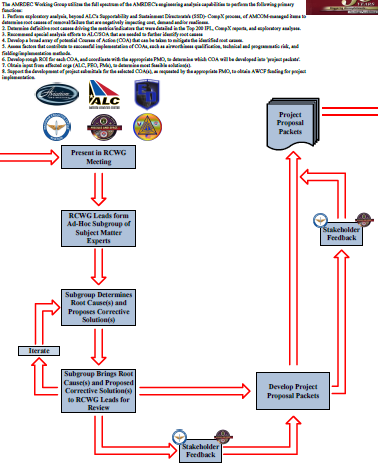 The AMRDEC Working Group utilizes the full spectrum of the AMRDEC's engineering analysis capabilities to perform the following primary
functions:
1. Perform exploratory analysis, beyond ALC's Supportability and Sustainment Directorate's (SSD)- CompX process, of AMCOM-managed items to
determine root causes of removal/failure that are negatively impacting cost, demand and/or readiness.
2. Determine definitive root causes driving the scenarios/indicators that were detailed in the Top 200 IPL, CompX reports, and exploratory analyses.
3. Recommend special analysis efforts to ALC/SOA that are needed to further identify root causes
4. Develop a broad array of potential Courses of Action (COA) that can be taken to mitigate the identified root causes.
5. Assess factors that contribute to successful implementation of COAs, such as airworthiness qualification, technical and programmatic risk, and
fielding/implementation methods.
6. Develop rough ROI for each COA, and coordinate with the appropriate PMO, to determine which COA will be developed into 'project packets'.
7. Obtain input from affected orgs (ALC, PEO, PMs), to determine most feasible solution(s).
8. Support the development of project submittals for the selected COA(s), as requested by the appropriate PMO, to obtain AWCF funding for project
implementation.
YEARS
ALC
Project
Proposal
Packets
Present in RCWG
Meeting
RCWG Leads form
Ad-Hoc Subgroup of
Subject Matter
Experts
Stakeholder
Feedback
Subgroup Determines
Root Cause(s) and
Proposes Corrective
Solution(s)
Iterate
Subgroup Brings Root
Cause(s) and Proposed
Corrective Solution(s)
to RCWG Leads for
Review
Develop Project
Proposal Packets
Stakeholder
Feedback